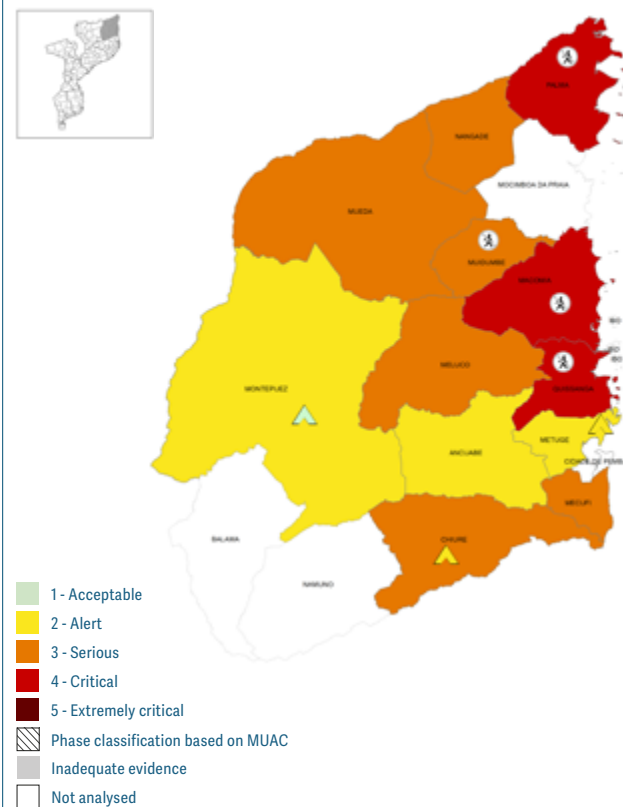 PALMA
NANGADE
MOCIMBOA DA PRAIA
MUEDA
MUIDUMBE
MACOMIA
IBO
MELUCO
QUISSANGA
MONTEPUEZ
METUGE
ANCUABE
CIDADE DE PEMB
MECUFI
BALAMA
CHIURE
NAMUNO
1 - Acceptable
2 - Alert
3 - Serious
4 - Critical
5 - Extremely critical
Phase classification based on MUAC
Inadequate evidence
Not analysed